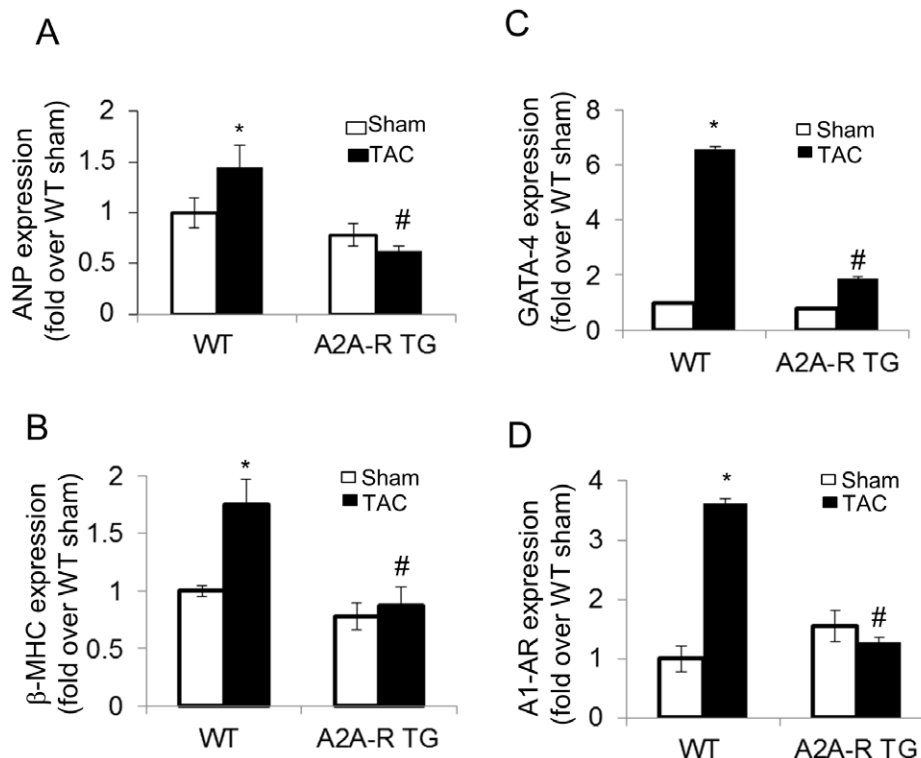 A
ANP expression
(fold over WT sham)
2
1.5
1
0.5
0
*
#
Sham
TAC
WT
A2A-R TG
B
β-MHC expression
(fold over WT sham)
2
1
0.5
0
*
#
Sham
TAC
WT
A2A-R TG
C
GATA-4 expression
(fold over WT sham)
8
6
4
2
0
*
#
Sham
TAC
WT
A2A-R TG
D
A1-AR expression
(fold over WT sham)
4
3
2
1
0
*
#
Sham
TAC
WT
A2A-R TG